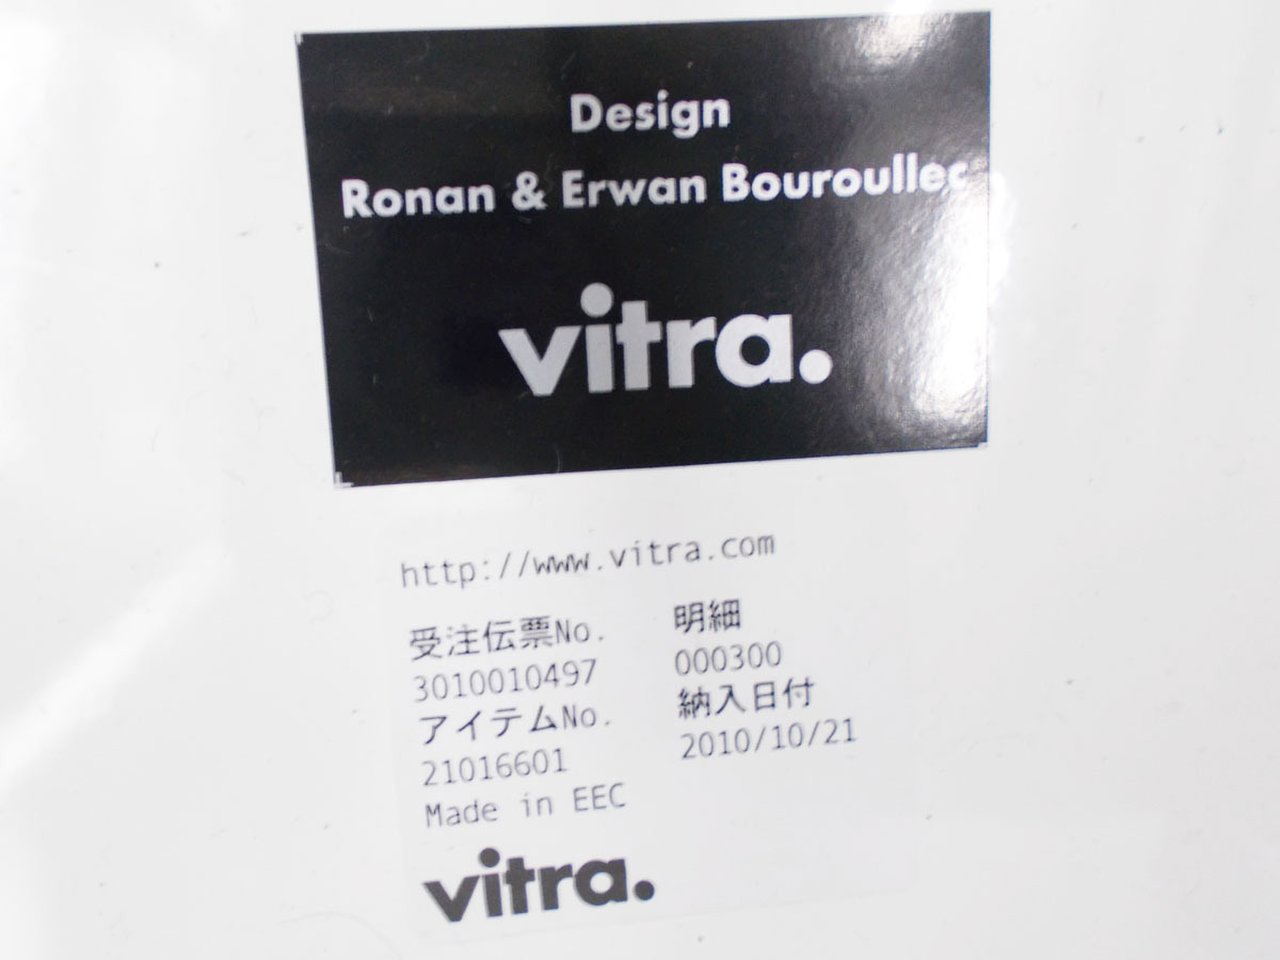 Design
Ronan & Erwan Bouroullec
vitra.
http://www.vitra.com
受注伝票No. 明細
3010010497 000300
アイテムNo. 納入日付
21016601 2010/10/21
Made in EEC
vitra.